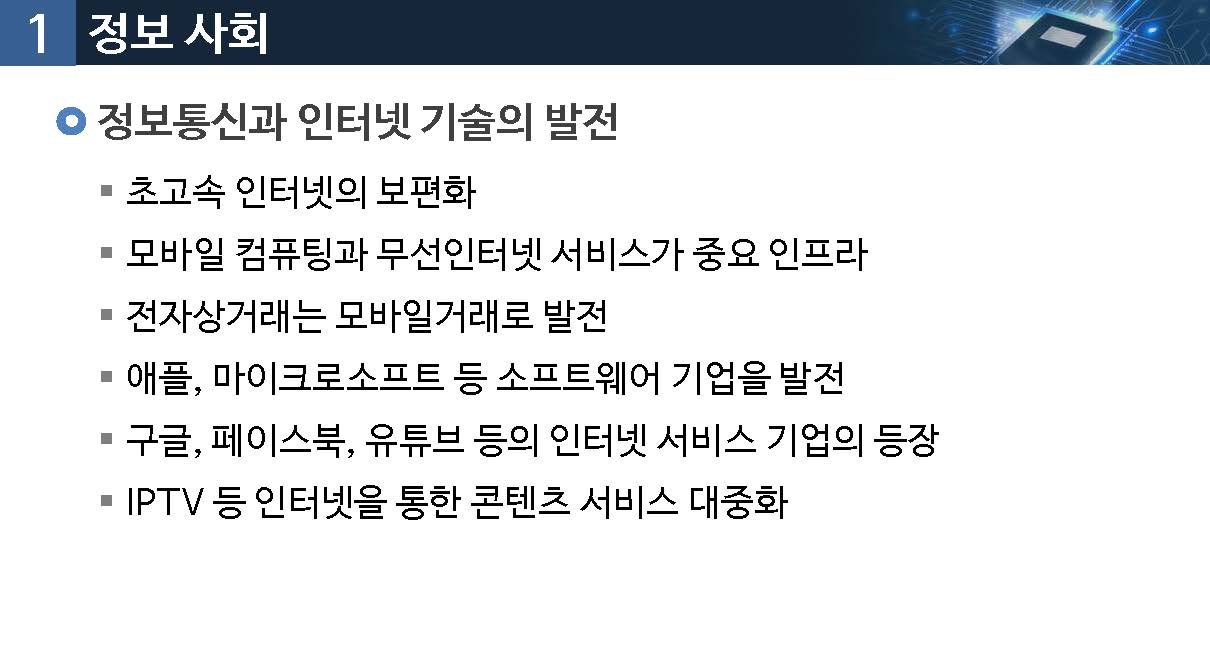 1 정보 사회
정보통신과 인터넷 기술의 발전
초고속 인터넷의 보편화
모바일 컴퓨팅과 무선인터넷 서비스가 중요 인프라
전자상거래는 모바일거래로 발전
애플, 마이크로소프트 등 소프트웨어 기업을 발전
구글, 페이스북, 유튜브 등의 인터넷 서비스 기업의 등장
IPTV 등 인터넷을 통한 콘텐츠 서비스 대중화